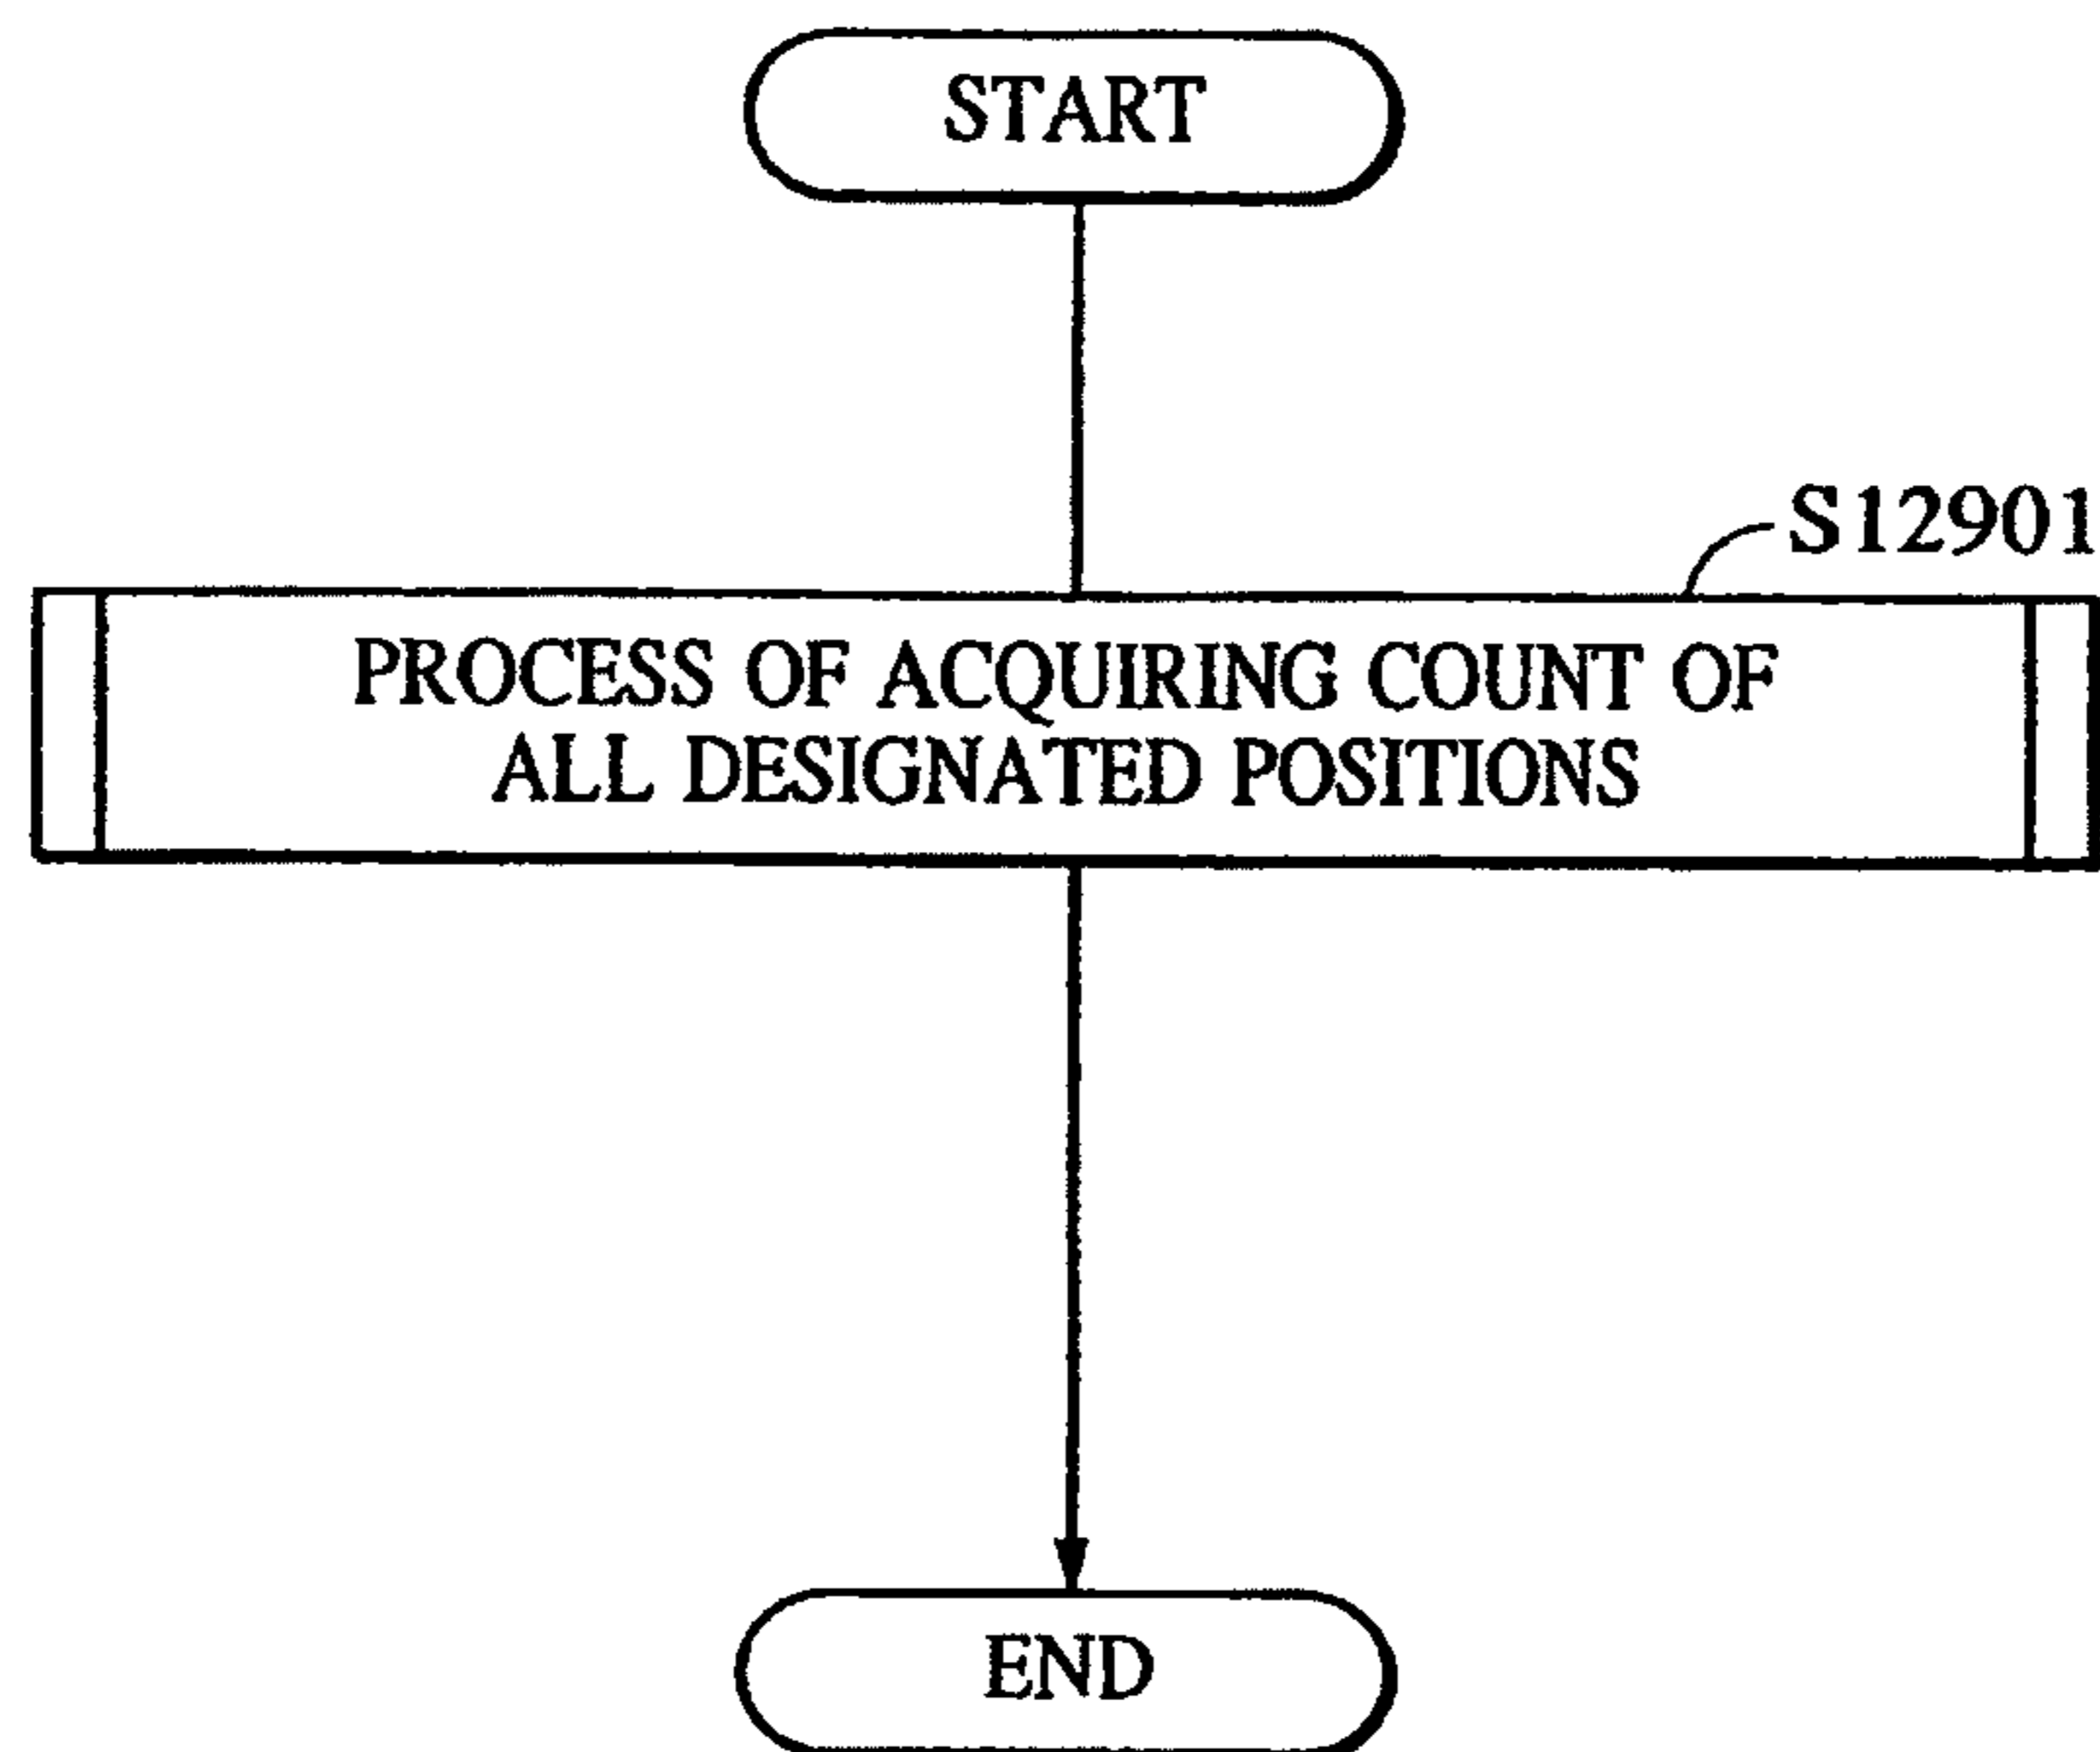 START
S12901
PROCESS OF ACQUIRING COUNT OF
ALL DESIGNATED POSITIONS
END